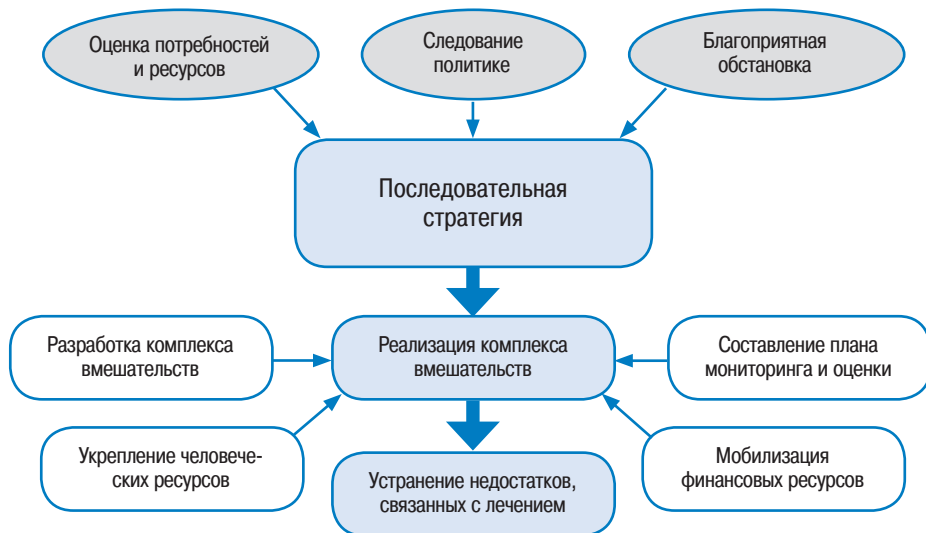 Оценка потребностей
и ресурсов
Следование
политике
Благоприятная
обстановка
Последовательная
стратегия
Разработка комплекса
вмешательств
Реализация комплекса
вмешательств
Составление плана
мониторинга и оценки
Укрепление человече-
ских ресурсов
Устранение недостатков,
связанных с лечением
Мобилизация
финансовых ресурсов